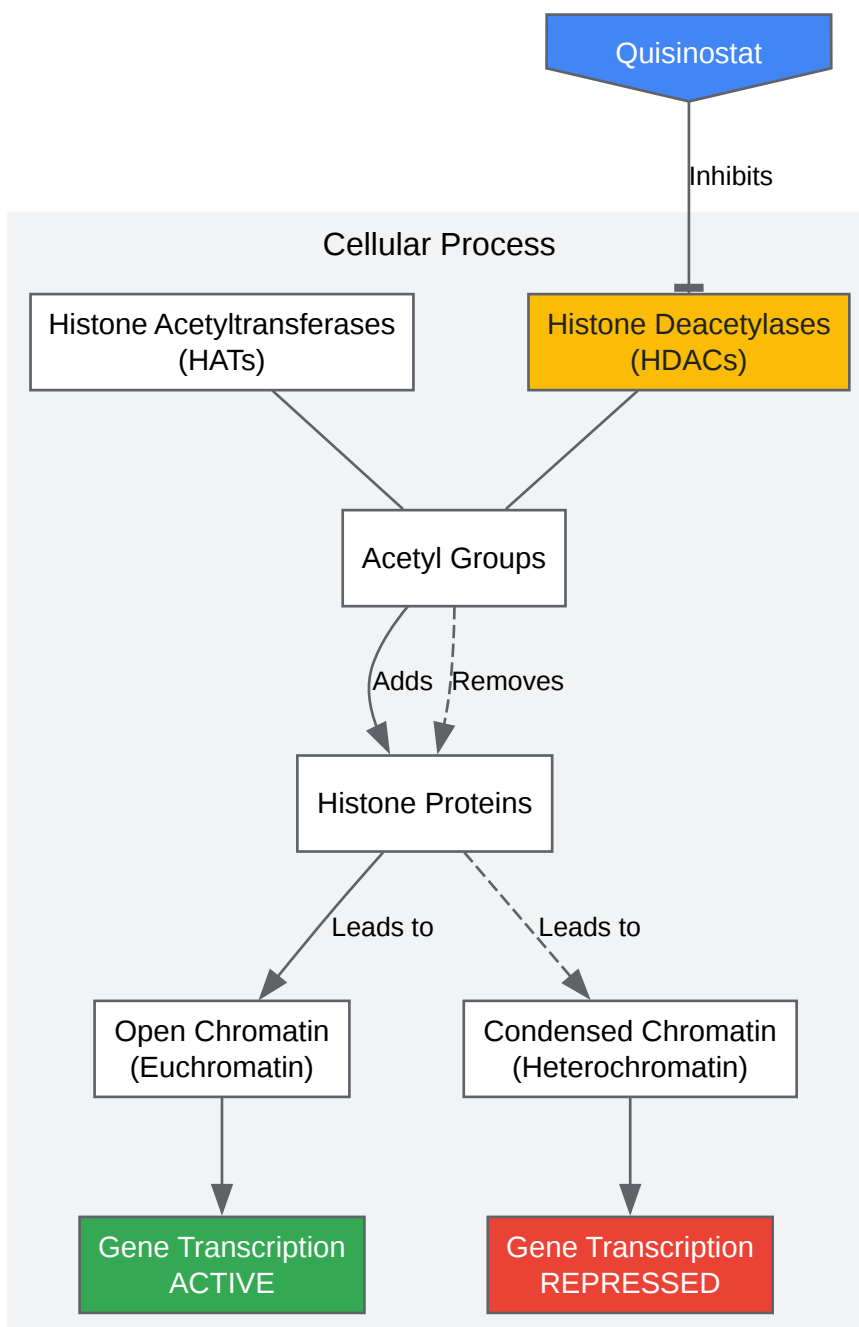 Quisinostat
Inhibits
Cellular Process
Histone Acetyltransferases
(HATs)
Histone Deacetylases
(HDACs)
Acetyl Groups
Adds
Removes
Histone Proteins
Leads to
Leads to
Open Chromatin
(Euchromatin)
Condensed Chromatin
(Heterochromatin)
Gene Transcription
ACTIVE
Gene Transcription
REPRESSED